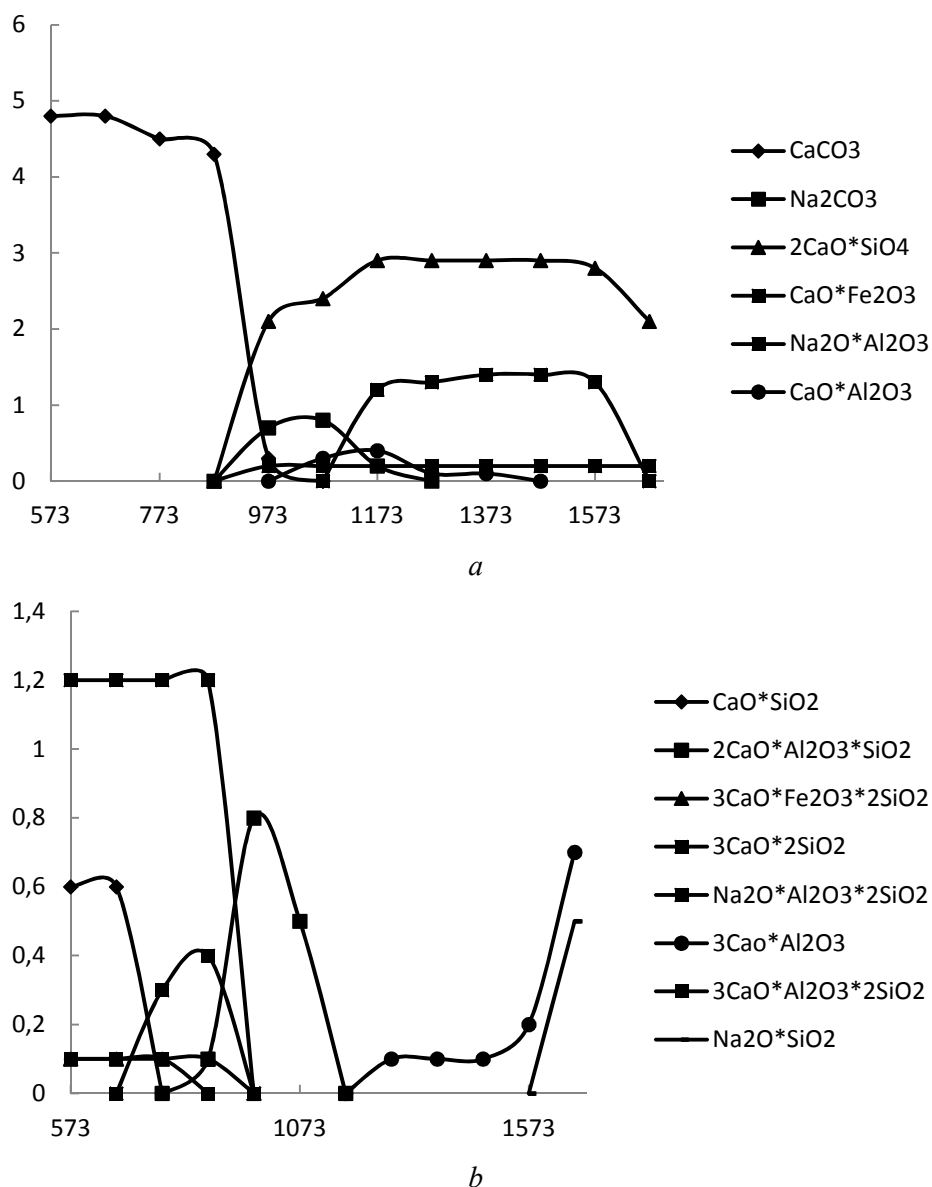 6
5
4
3
2
1
0
573 773 973 1173 1373 1573
CaCO3
Na2CO3
2CaO*SiO4
CaO*Fe2O3
Na2O*Al2O3
CaO*Al2O3
a
1,4
1,2
1
0,8
0,6
0,4
0,2
0
573 1073 1573
CaO*SiO2
2CaO*Al2O3*SiO2
3CaO*Fe2O3*2SiO2
3CaO*2SiO2
Na2O*Al2O3*2SiO2
3Cao*Al2O3
3CaO*Al2O3*2SiO2
Na2O*SiO2
b